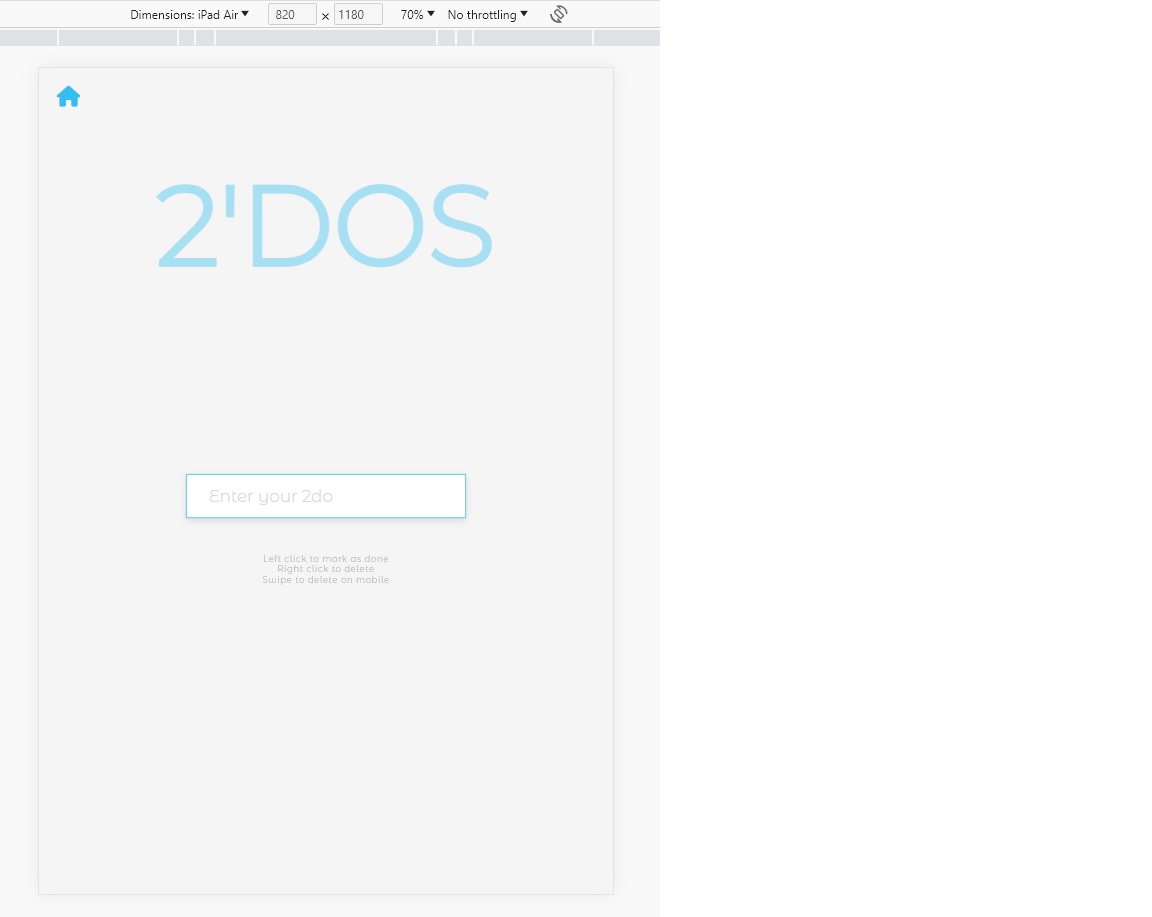 Dimensions: iPad Air 820 × 1180 70% No throttling
2'DOS
Enter your 2do
Left click to mark as done
Right click to delete
Swipe to delete on mobile